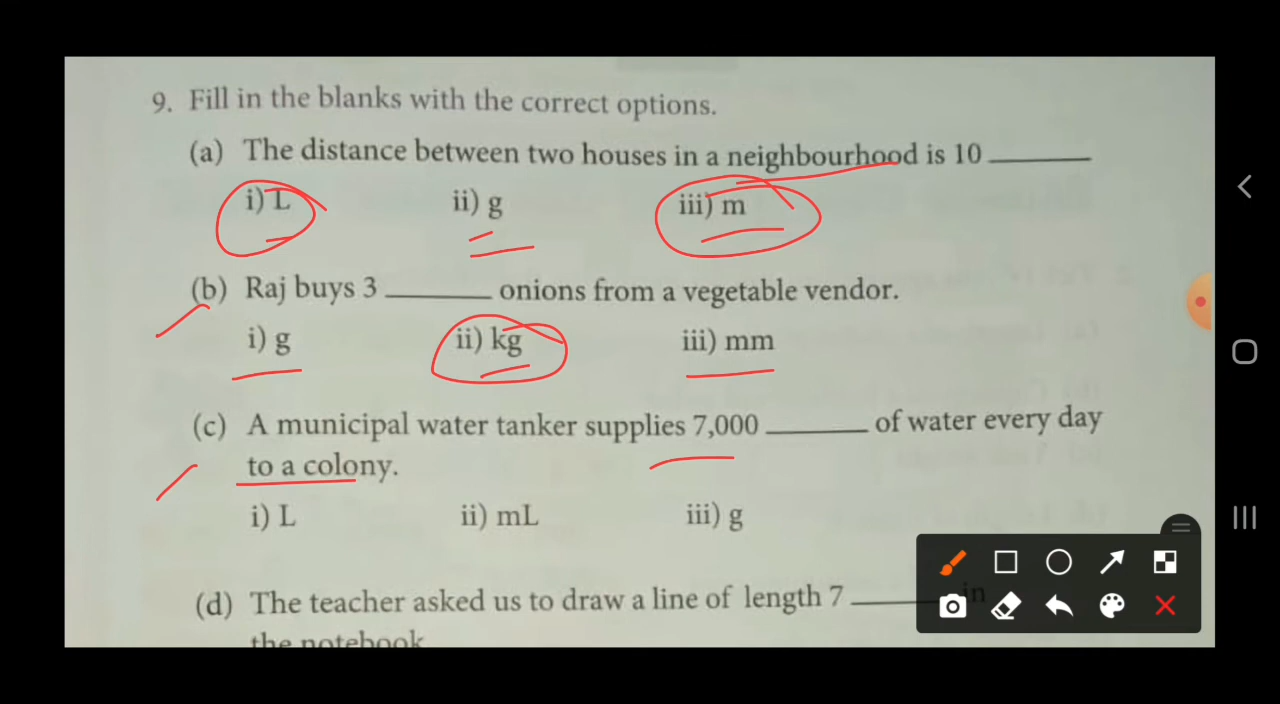 9. Fill in the blanks with the correct options.
(a) The distance between two houses in a neighbourhood is 10 ______
i) L ii) g iii) m
(b) Raj buys 3 ______ onions from a vegetable vendor.
i) g ii) kg iii) mm
(c) A municipal water tanker supplies 7,000 ______ of water every day
to a colony.
i) L ii) mL iii) g
(d) The teacher asked us to draw a line of length 7 ______ in
the notebook